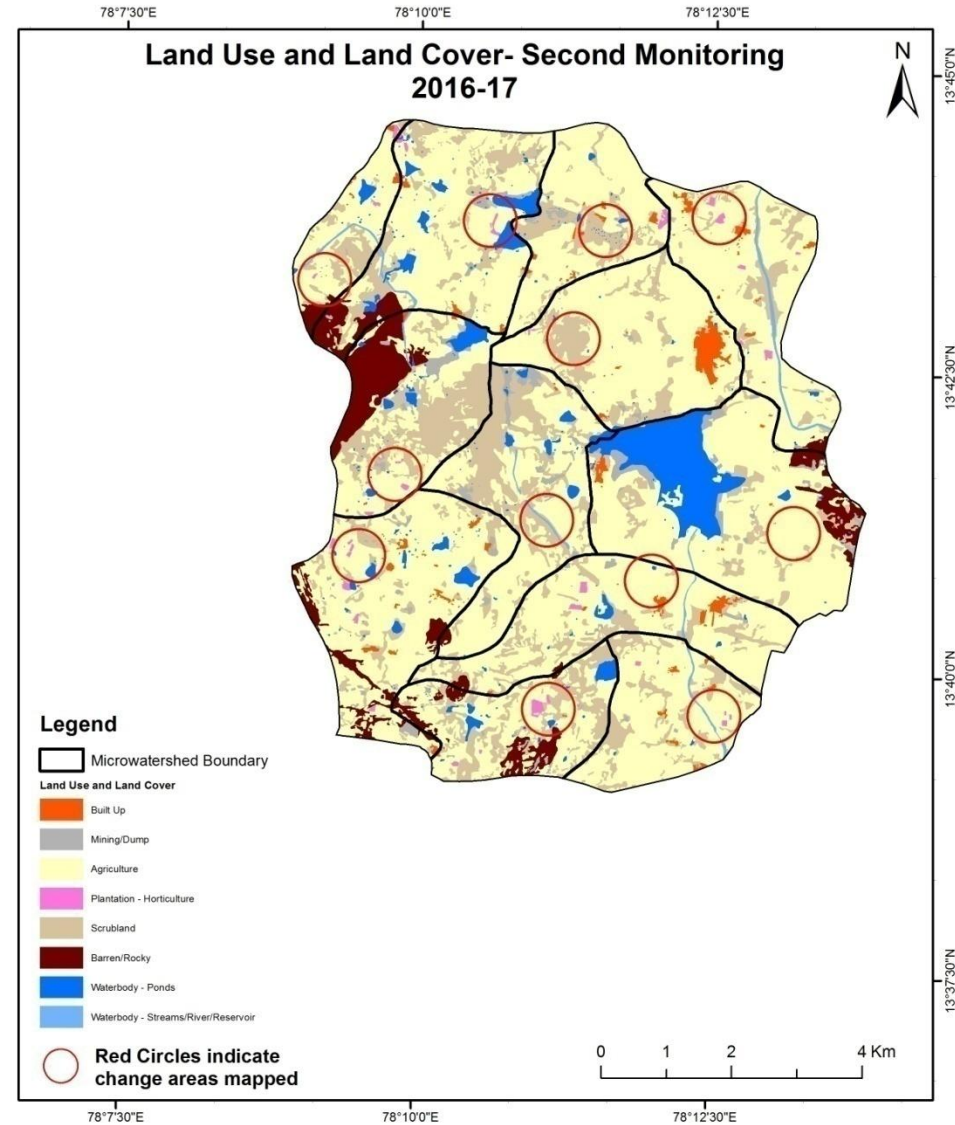 78°7'30"E
78°10'0"E
78°12'30"E
Land Use and Land Cover- Second Monitoring
2016-17
N
13°45'0"N
13°42'30"N
13°40'0"N
13°37'30"N
Legend
Microwatershed Boundary
Land Use and Land Cover
Built Up
Mining/Dump
Agriculture
Plantation - Horticulture
Scrubland
Barren/Rocky
Waterbody - Ponds
Waterbody - Streams/River/Reservoir
Red Circles indicate
change areas mapped
0 1 2 4 Km
78°7'30"E
78°10'0"E
78°12'30"E